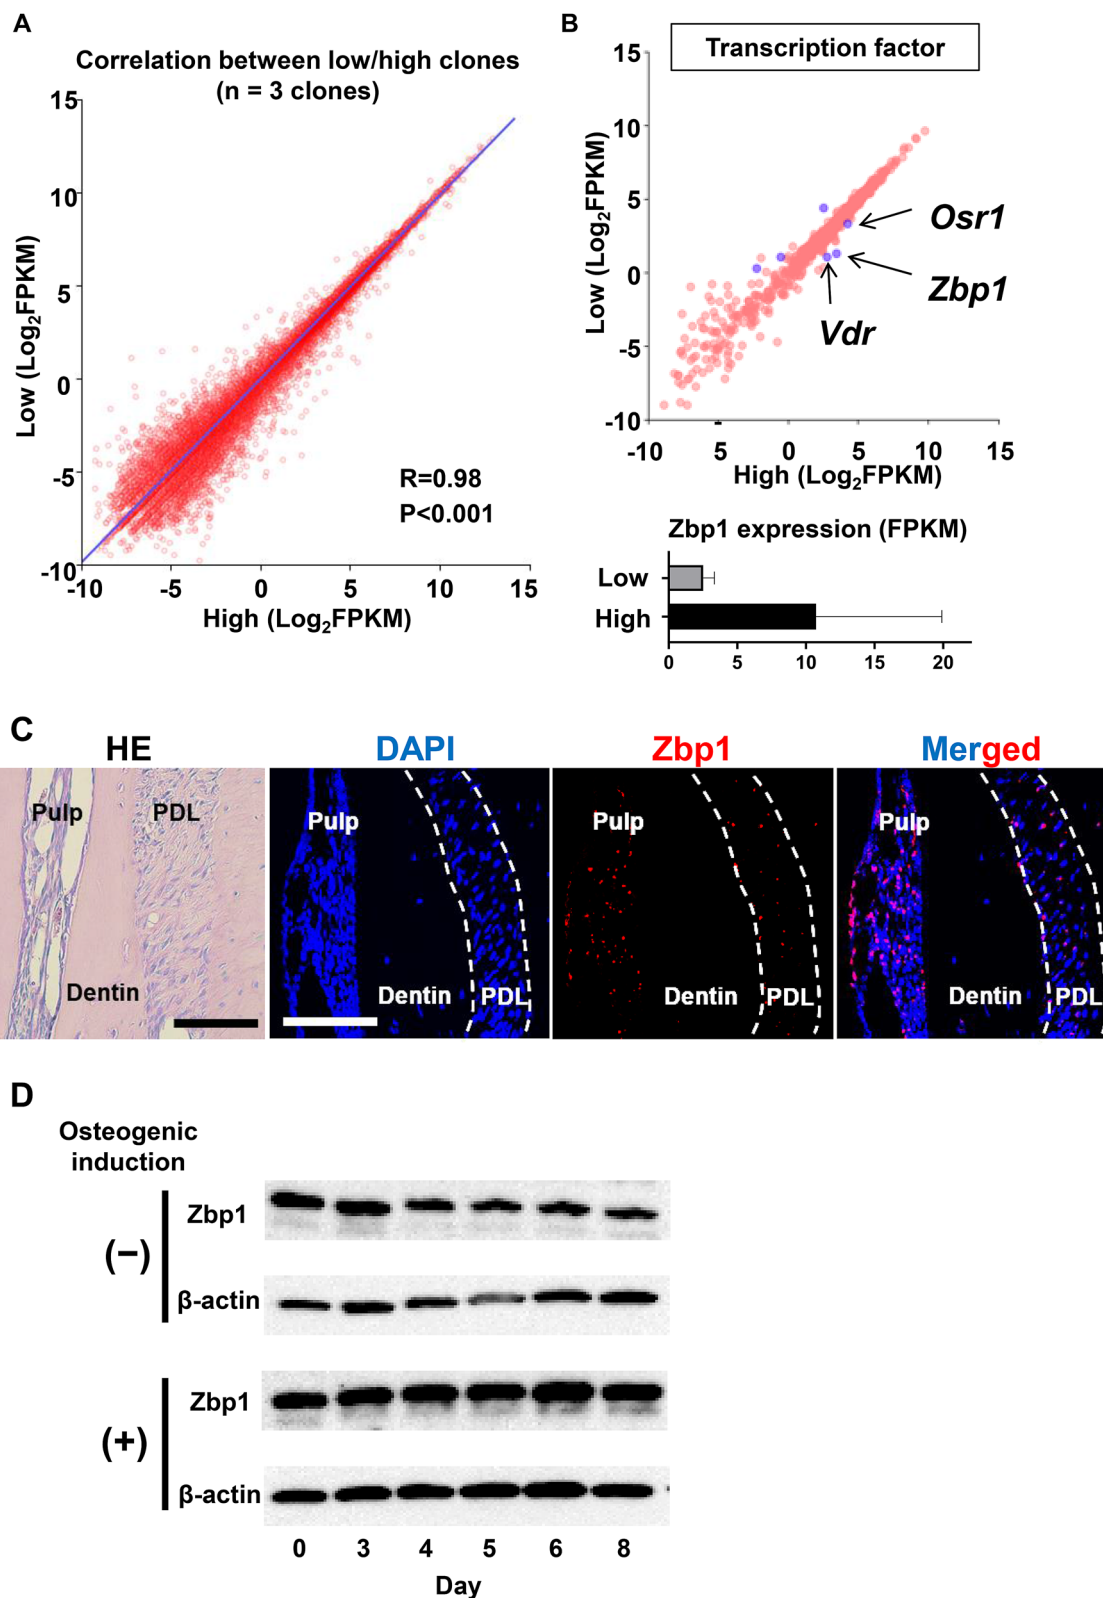 A
Correlation between low/high clones
(n = 3 clones)
15
10
5
0
-5
-10
Low (Log2FPKM)
R=0.98
P<0.001
-10 -5 0 5 10 15
High (Log2FPKM)
B
Transcription factor
15
10
5
0
-5
-10
Low (Log2FPKM)
Osr1
Zbp1
Vdr
-10 5 0 5 10 15
High (Log2FPKM)
Zbp1 expression (FPKM)
Low
High
0 5 10 15 20
C
HE DAPI Zbp1 Merged
Pulp PDL Dentin
Pulp Dentin PDL
Pulp Dentin PDL
Pulp Dentin PDL
D
Osteogenic
induction
(−)
Zbp1
β-actin
(+)
Zbp1
β-actin
0 3 4 5 6 8
Day